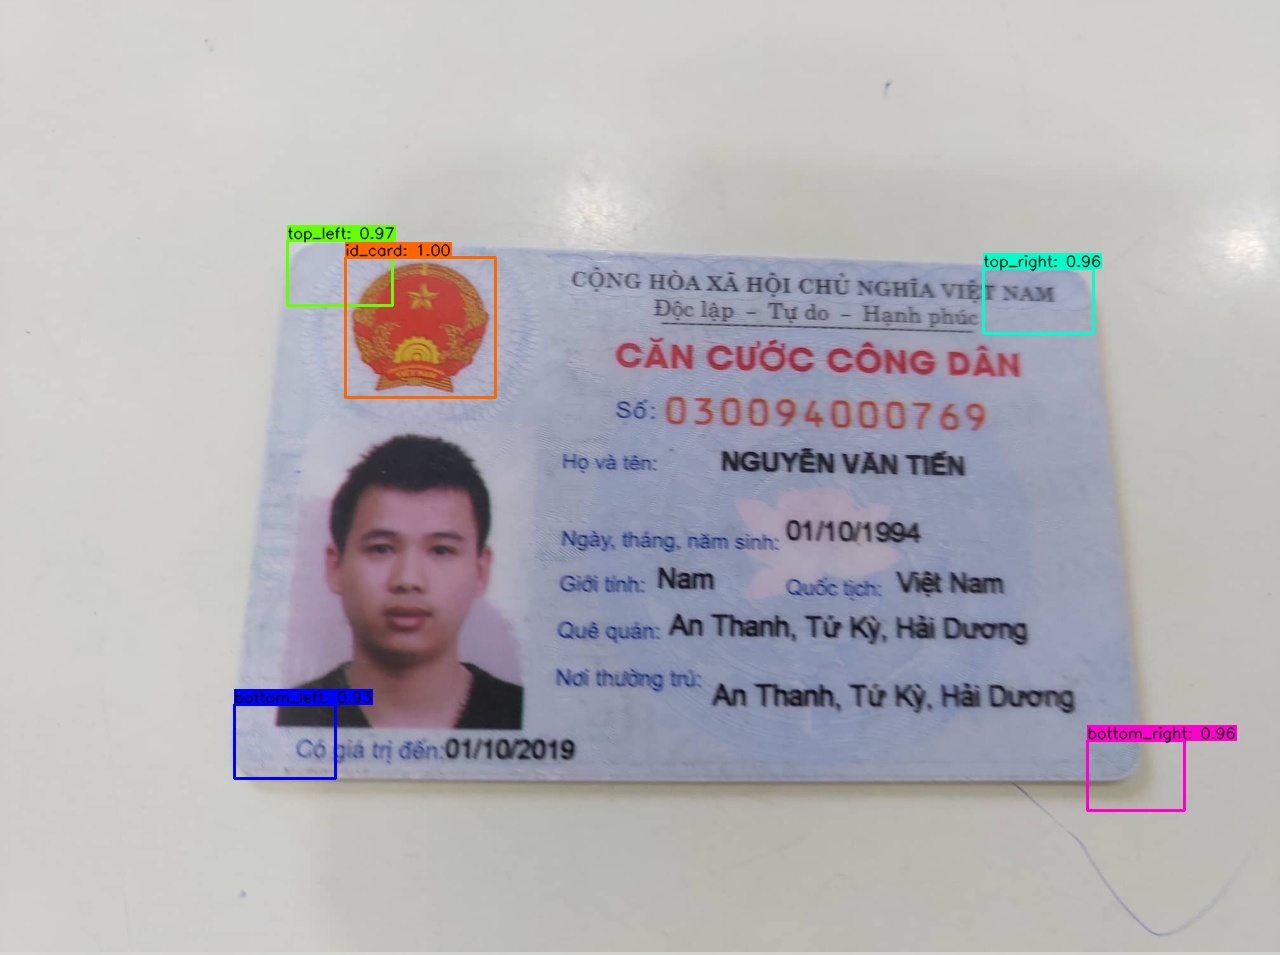 top_left: 0.97
id_card: 1.00
top_right: 0.96
CỘNG HÒA XÃ HỘI CHỦ NGHĨA VIỆT NAM
Độc lập - Tự do - Hạnh phúc
VIỆT NAM
CĂN CƯỚC CÔNG DÂN
Số: 030094000769
Họ và tên: NGUYỄN VĂN TIẾN
Ngày, tháng, năm sinh: 01/10/1994
Giới tính: Nam Quốc tịch: Việt Nam
Quê quán: An Thanh, Tứ Kỳ, Hải Dương
Nơi thường trú: An Thanh, Tứ Kỳ, Hải Dương
bottom_left: 0.93
bottom_right: 0.96
Có giá trị đến: 01/10/2019